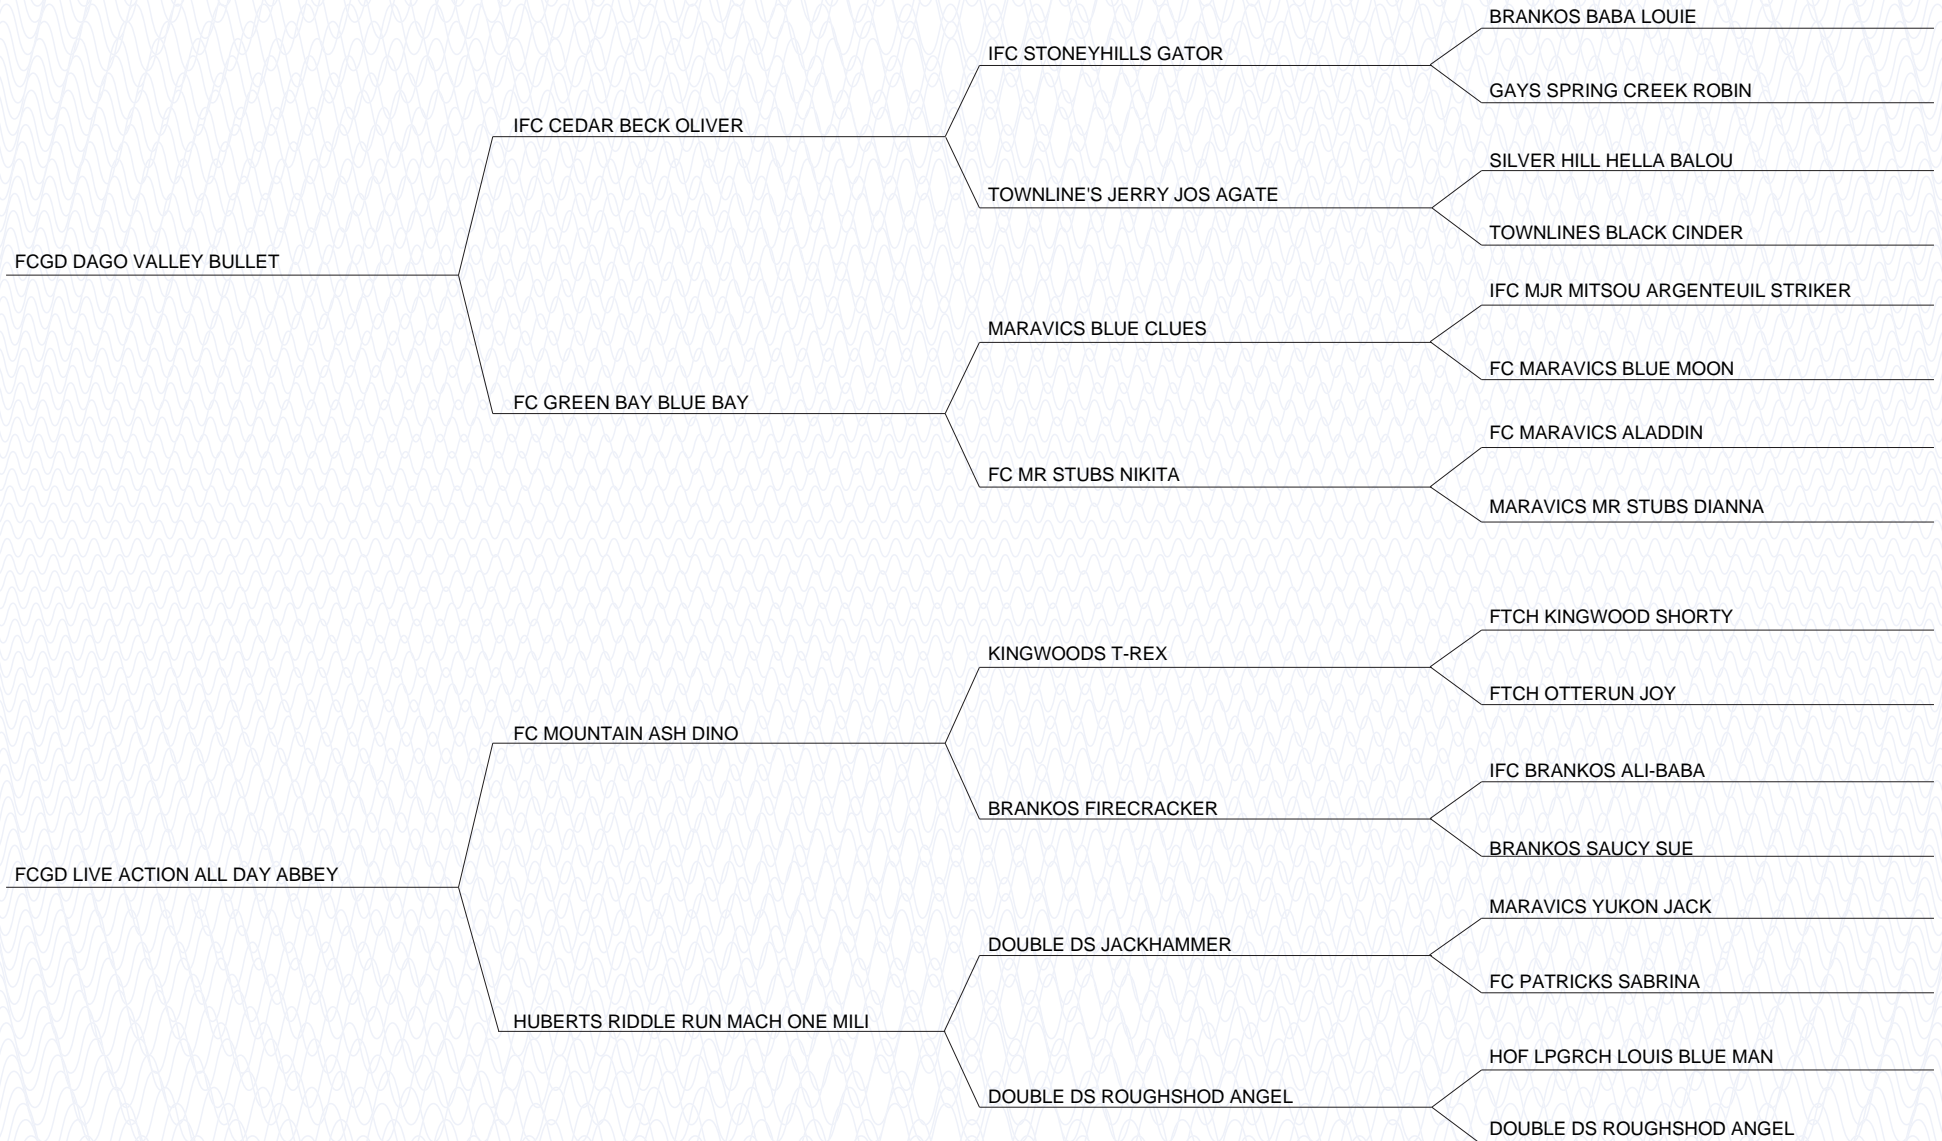 BRANKOS BABA LOUIE
IFC STONEYHILLS GATOR
GAYS SPRING CREEK ROBIN
IFC CEDAR BECK OLIVER
SILVER HILL HELLA BALOU
TOWNLINE'S JERRY JOS AGATE
TOWNLINES BLACK CINDER
FCGD DAGO VALLEY BULLET
IFC MJR MITSOU ARGENTEUIL STRIKER
MARAVICS BLUE CLUES
FC MARAVICS BLUE MOON
FC GREEN BAY BLUE BAY
FC MARAVICS ALADDIN
FC MR STUBS NIKITA
MARAVICS MR STUBS DIANNA
FTCH KINGWOOD SHORTY
KINGWOODS T-REX
FTCH OTTERUN JOY
FC MOUNTAIN ASH DINO
IFC BRANKOS ALI-BABA
BRANKOS FIRECRACKER
BRANKOS SAUCY SUE
FCGD LIVE ACTION ALL DAY ABBEY
MARAVICS YUKON JACK
DOUBLE DS JACKHAMMER
FC PATRICKS SABRINA
HUBERTS RIDDLE RUN MACH ONE MILI
HOF LPGRCH LOUIS BLUE MAN
DOUBLE DS ROUGHSHOD ANGEL
DOUBLE DS ROUGHSHOD ANGEL